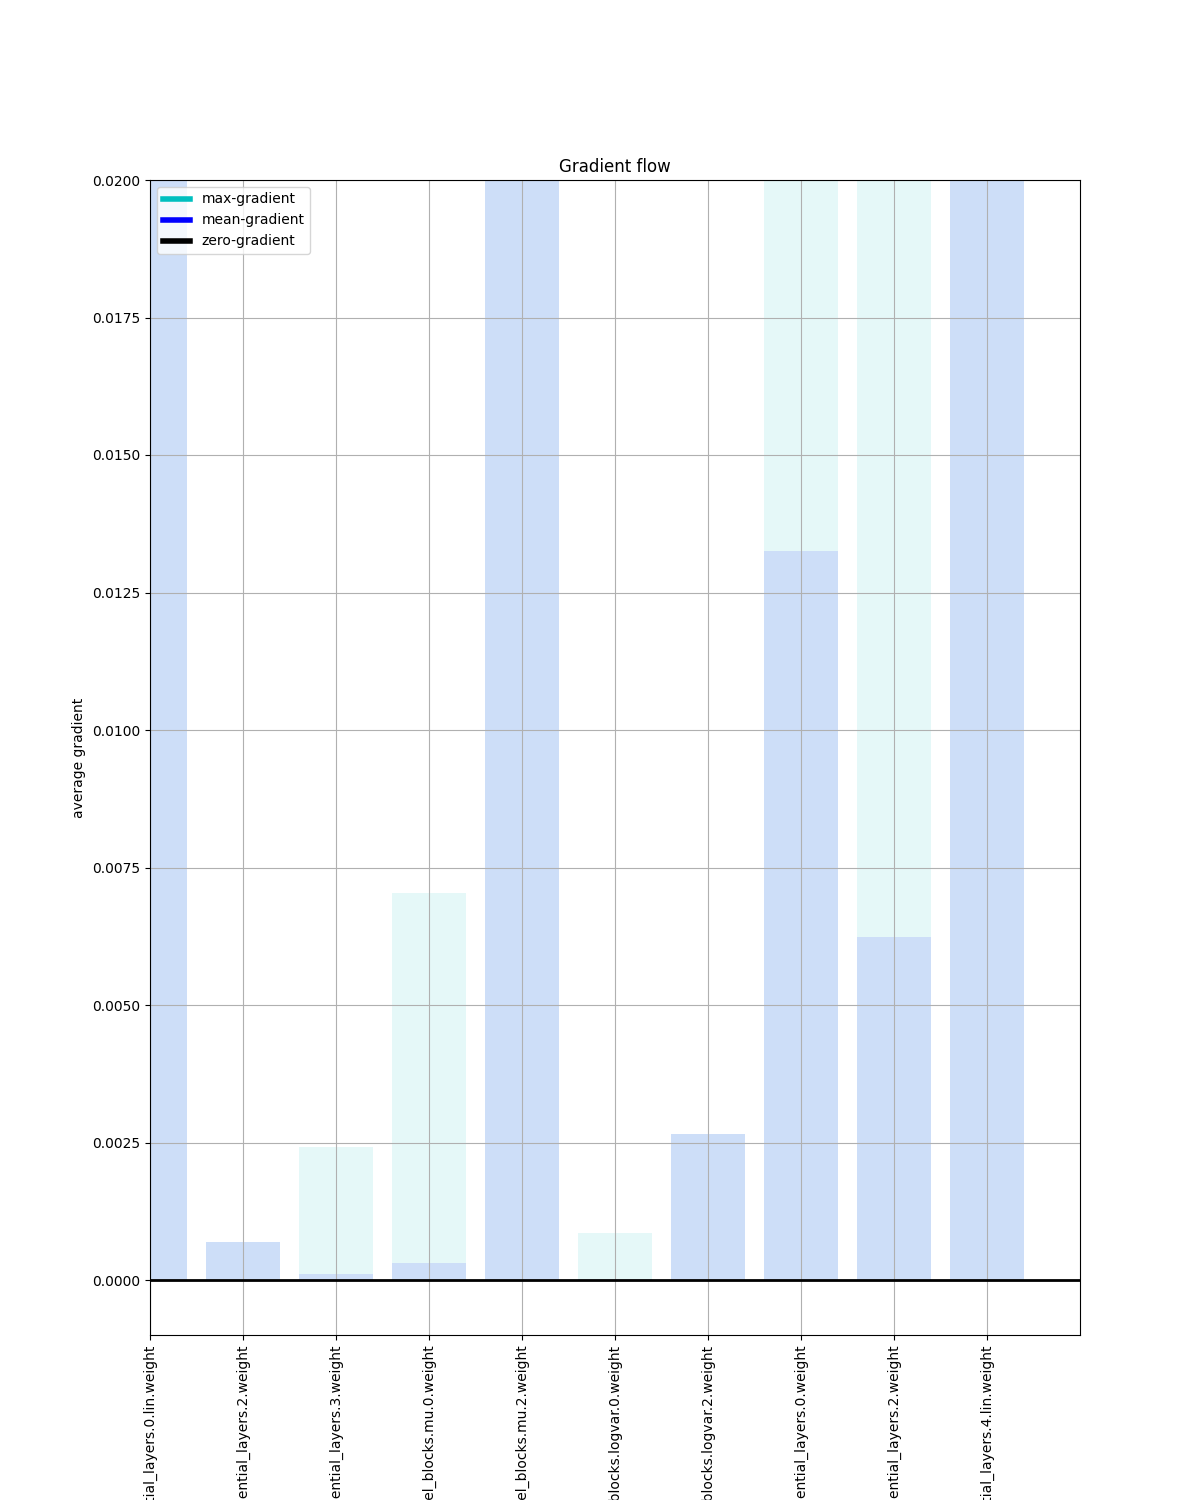 Gradient flow
max-gradient
mean-gradient
zero-gradient
0.0200
0.0175
0.0150
0.0125
0.0100
0.0075
0.0050
0.0025
0.0000
average gradient
tial_layers.0.lin.weight
ential_layers.2.weight
ential_layers.3.weight
el_blocks.mu.0.weight
el_blocks.mu.2.weight
blocks.logvar.0.weight
blocks.logvar.2.weight
ential_layers.0.weight
ential_layers.2.weight
tial_layers.4.lin.weight